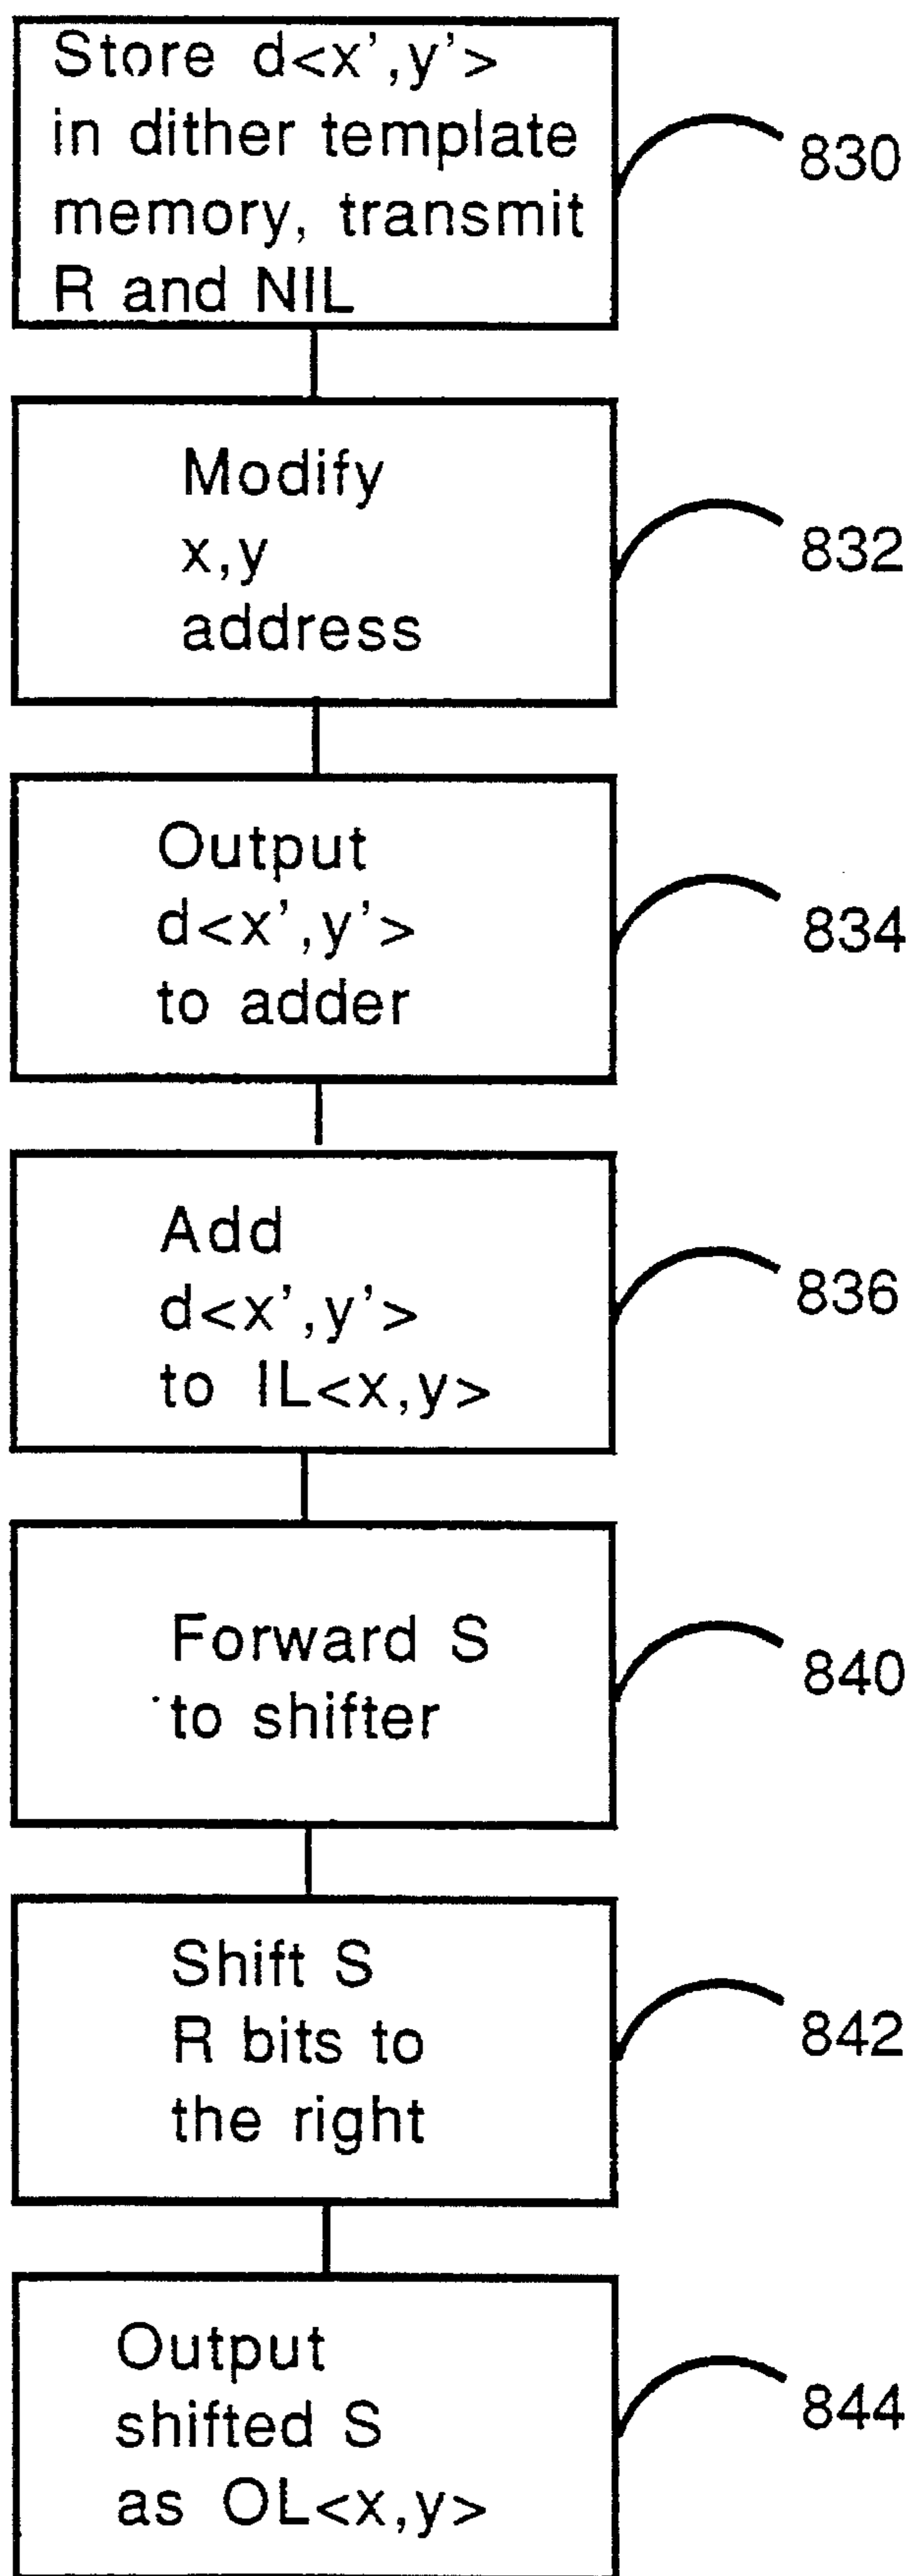 Store d<x',y'>
in dither template
memory, transmit
R and NIL
830
Modify
x,y
address
832
Output
d<x',y'>
to adder
834
Add
d<x',y'>
to IL<x,y>
836
Forward S
to shifter
840
Shift S
R bits to
the right
842
Output
shifted S
as OL<x,y>
844